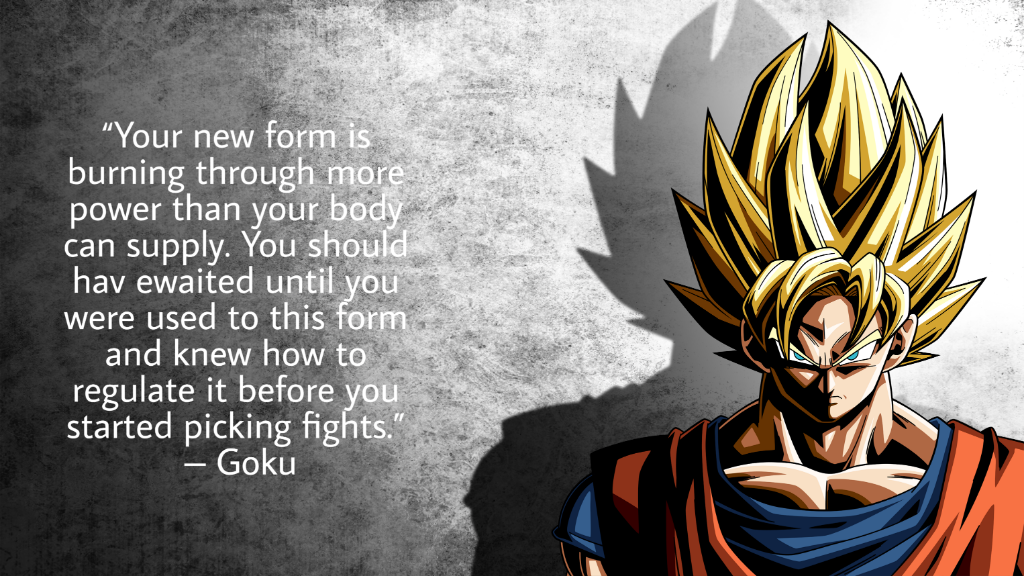 “Your new form is
burning through more
power than your body
can supply. You should
hav ewaited until you
were used to this form
and knew how to
regulate it before you
started picking fights.”
– Goku